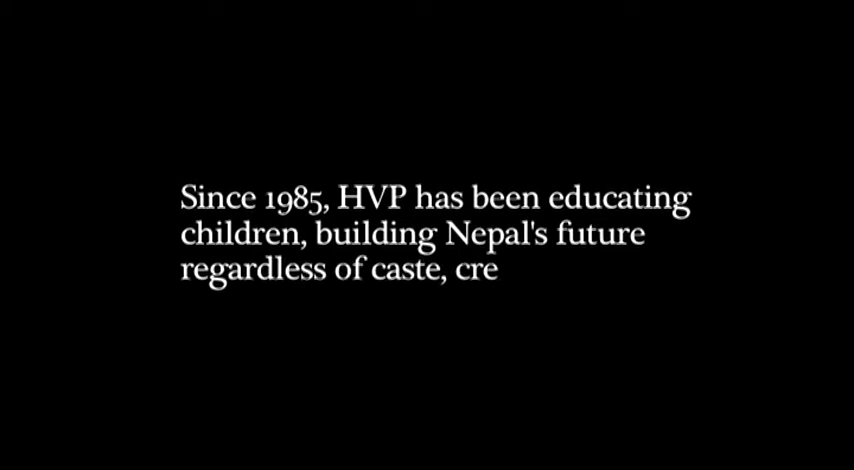 Since 1985, HVP has been educating
children, building Nepal's future
regardless of caste, cre